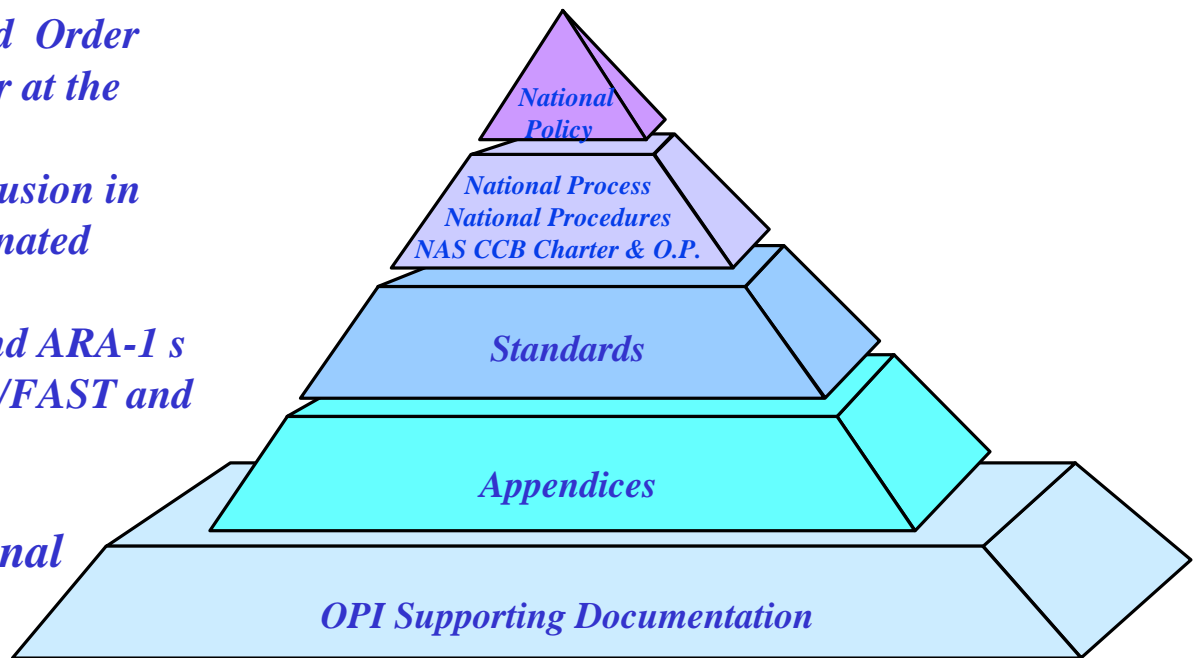 d Order
r at the
usion in
nated
nd ARA-1 s
/FAST and
nal
National
Policy
National Process
National Procedures
NAS CCB Charter & O.P.
Standards
Appendices
OPI Supporting Documentation